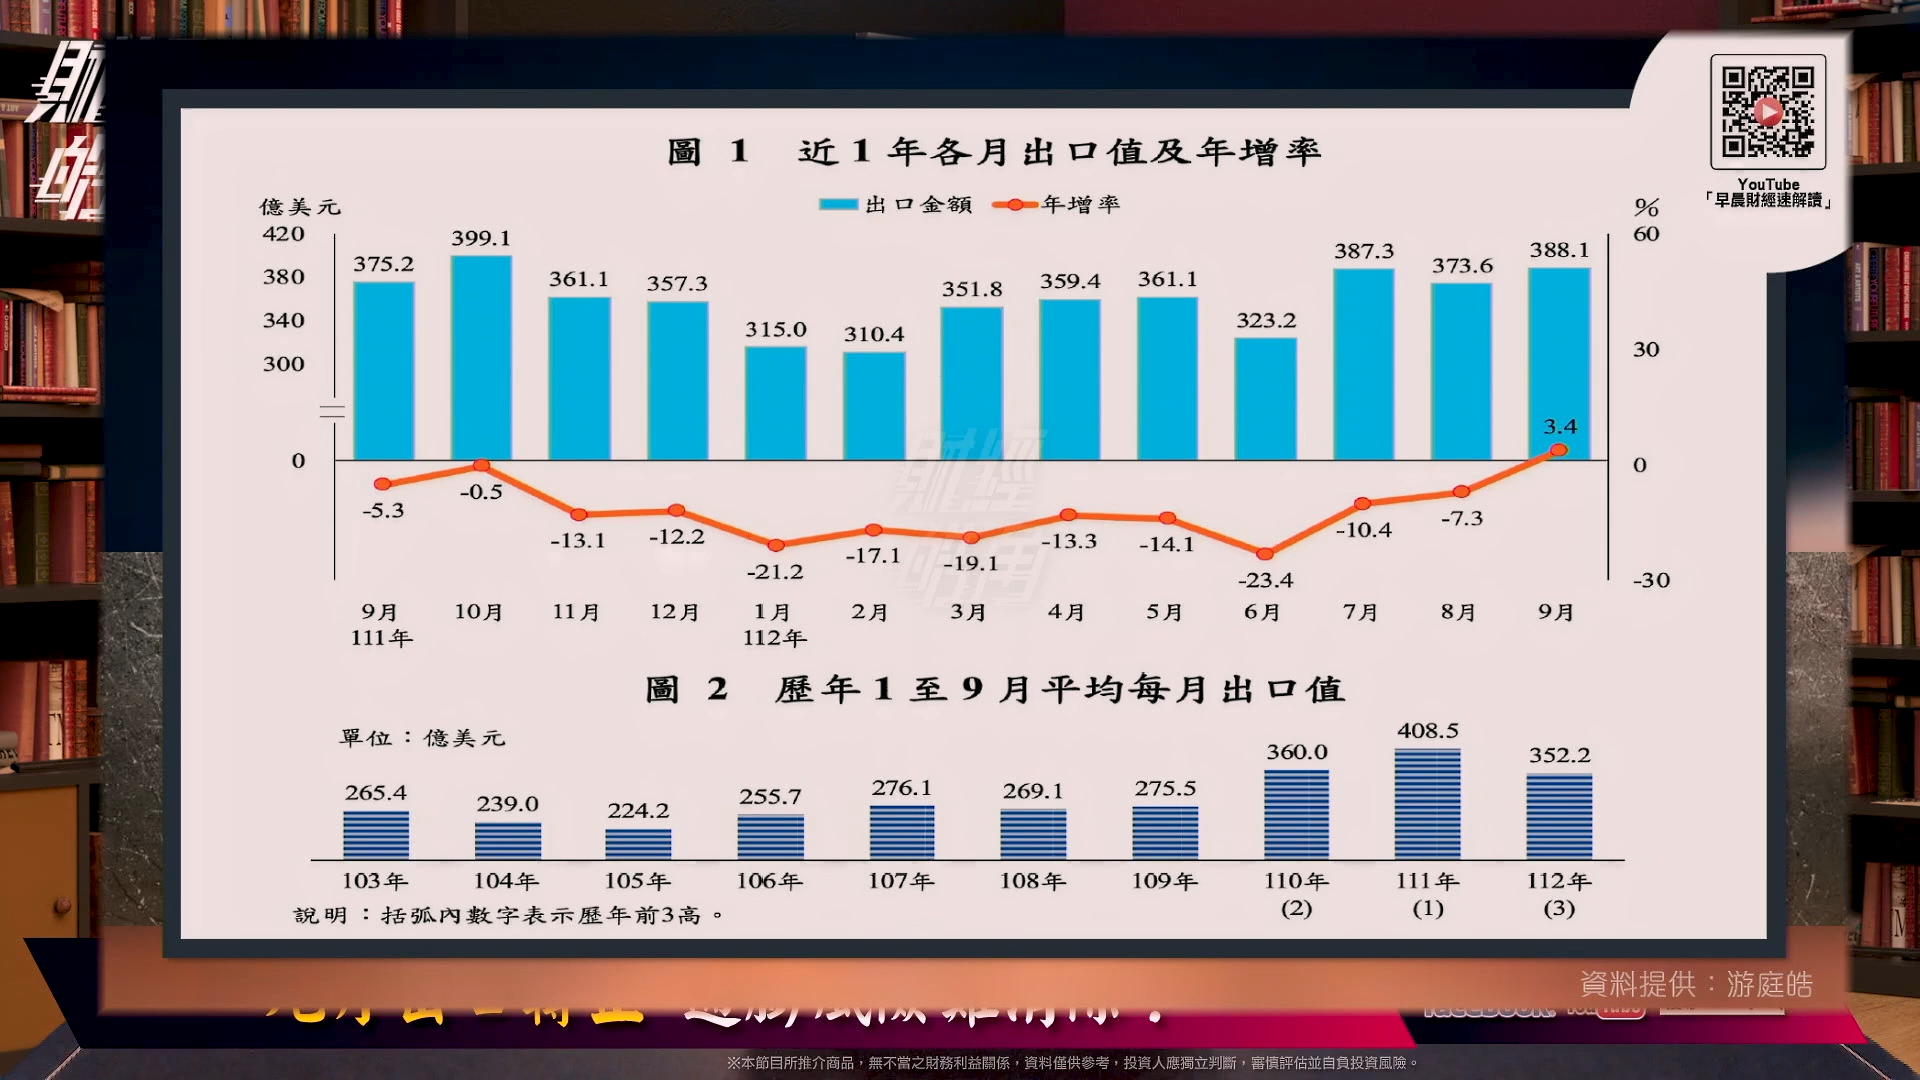 圖 1 近 1 年各月出口值及年增率
億美元
出口金額 年增率
%
420
380
340
300
0
60
30
0
-30
375.2 399.1 361.1 357.3 315.0 310.4 351.8 359.4 361.1 323.2 387.3 373.6 388.1
-5.3 -0.5 -13.1 -12.2 -21.2 -17.1 -19.1 -13.3 -14.1 -23.4 -10.4 -7.3 3.4
9月 10月 11月 12月 1月 2月 3月 4月 5月 6月 7月 8月 9月
111年 112年
圖 2 歷年1至9月平均每月出口值
單位：億美元
265.4 239.0 224.2 255.7 276.1 269.1 275.5 360.0 408.5 352.2
103年 104年 105年 106年 107年 108年 109年 110年 111年 112年
(2) (1) (3)
說明：括弧內數字表示歷年前3高。
YouTube
「早晨財經速解讀」
資料提供：游庭皓
※本節目所推介商品，無不當之財務利益關係，資料僅供參考，投資人應獨立判斷，審慎評估並自負投資風險。